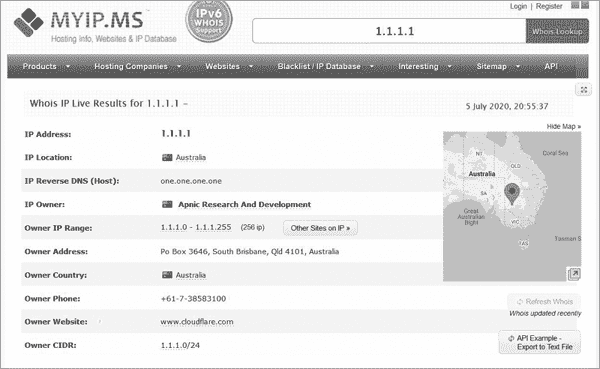 Login | Register
MYIP.MS
Hosting info, Websites & IP Database
IPv6
WHOIS
Support
1.1.1.1
Whois Lookup
Products Hosting Companies Websites Blacklist / IP Database Interesting Sitemap API
Whois IP Live Results for 1.1.1.1 –
5 July 2020, 20:55:37
Hide Map »
IP Address: 1.1.1.1
IP Location: Australia
IP Reverse DNS (Host): one.one.one.one
IP Owner: Apnic Research And Development
Owner IP Range: 1.1.1.0 - 1.1.1.255 (256 ip) Other Sites on IP »
Owner Address: Po Box 3646, South Brisbane, Qld 4101, Australia
Owner Country: Australia
Owner Phone: +61-7-38583100
Owner Website: www.cloudflare.com
Owner CIDR: 1.1.1.0/24
Coral Sea
NT
QLD
Australia
SA
Great
Australian
Bight
VIC
TAS
Tasman S
Refresh Whois
Whois updated recently
API Example -
Export to Text File